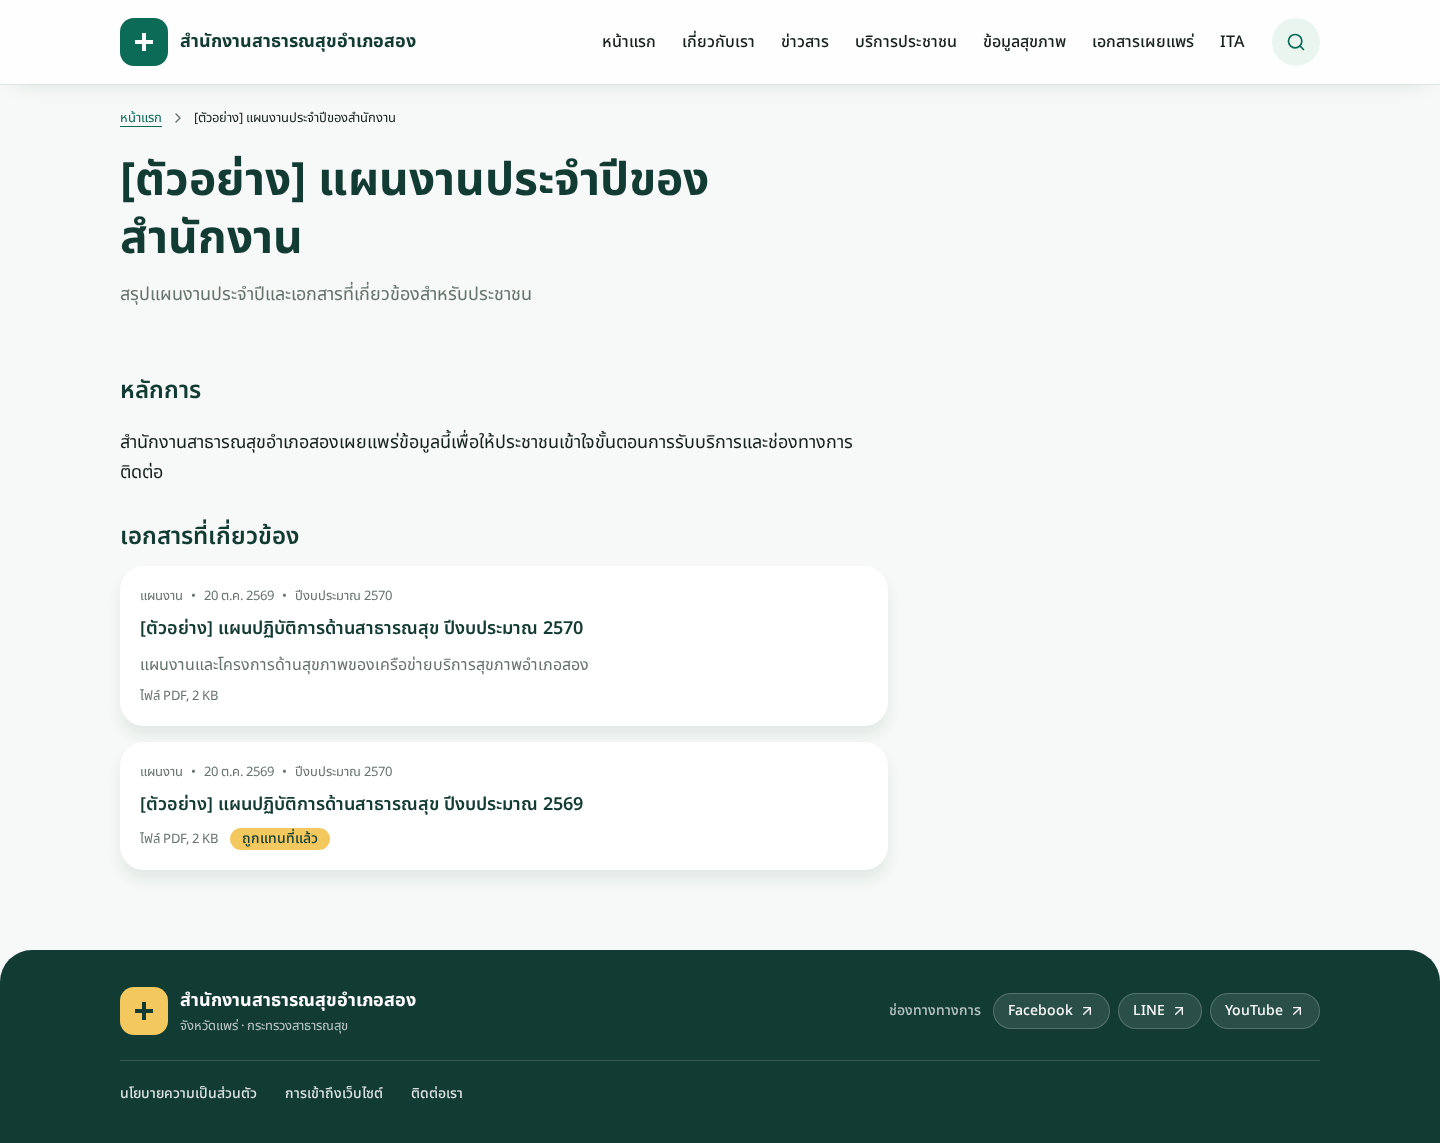 สำนักงานสาธารณสุขอำเภอสอง
หน้าแรก เกี่ยวกับเรา ข่าวสาร บริการประชาชน ข้อมูลสุขภาพ เอกสารเผยแพร่ ITA
หน้าแรก [ตัวอย่าง] แผนงานประจำปีของสำนักงาน
[ตัวอย่าง] แผนงานประจำปีของ
สำนักงาน
สรุปแผนงานประจำปีและเอกสารที่เกี่ยวข้องสำหรับประชาชน
หลักการ
สำนักงานสาธารณสุขอำเภอสองเผยแพร่ข้อมูลนี้เพื่อให้ประชาชนเข้าใจขั้นตอนการรับบริการและช่องทางการ
ติดต่อ
เอกสารที่เกี่ยวข้อง
แผนงาน • 20 ต.ค. 2569 • ปีงบประมาณ 2570
[ตัวอย่าง] แผนปฏิบัติการด้านสาธารณสุข ปีงบประมาณ 2570
แผนงานและโครงการด้านสุขภาพของเครือข่ายบริการสุขภาพอำเภอสอง
ไฟล์ PDF, 2 KB
แผนงาน • 20 ต.ค. 2569 • ปีงบประมาณ 2570
[ตัวอย่าง] แผนปฏิบัติการด้านสาธารณสุข ปีงบประมาณ 2569
ไฟล์ PDF, 2 KB ถูกแทนที่แล้ว
สำนักงานสาธารณสุขอำเภอสอง
จังหวัดแพร่ · กระทรวงสาธารณสุข
ช่องทางทางการ Facebook LINE YouTube
นโยบายความเป็นส่วนตัว การเข้าถึงเว็บไซต์ ติดต่อเรา